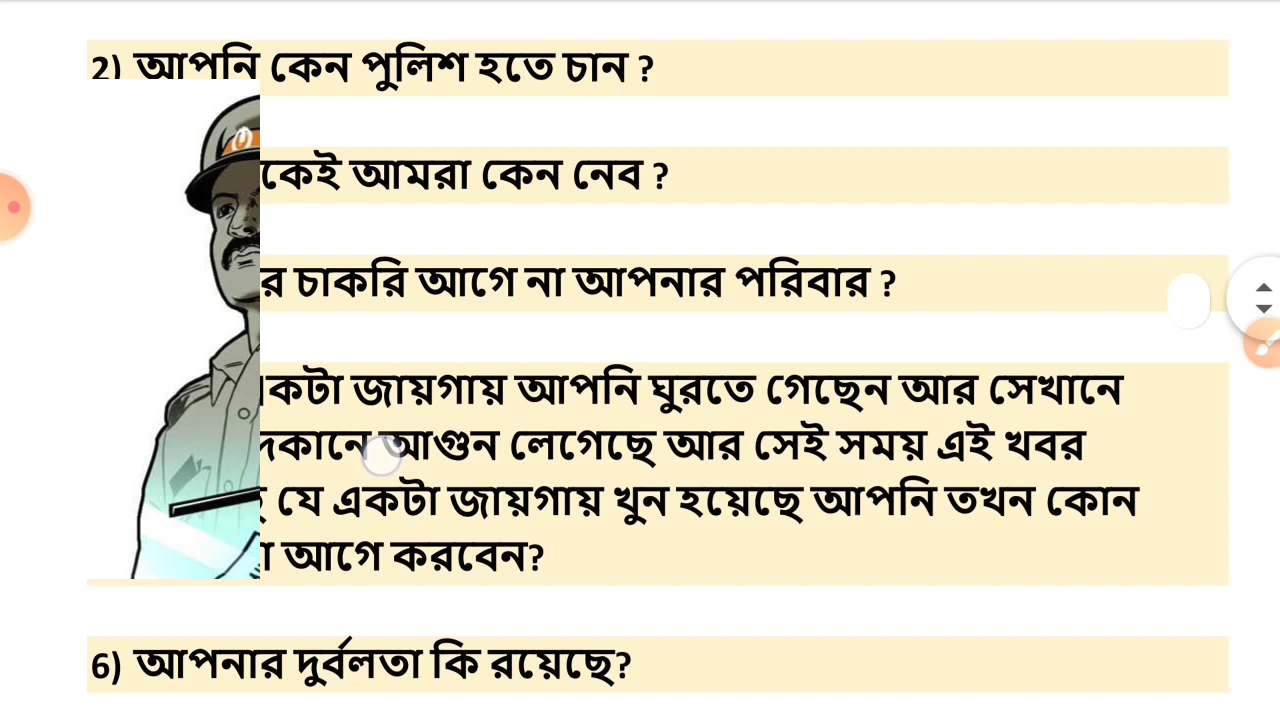 2) আপনি কেন পুলিশ হতে চান ?
কেই আমরা কেন নেব ?
র চাকরি আগে না আপনার পরিবার ?
কটা জায়গায় আপনি ঘুরতে গেছেন আর সেখানে
কানে আগুন লেগেছে আর সেই সময় এই খবর
যে একটা জায়গায় খুন হয়েছে আপনি তখন কোন
আগে করবেন?
6) আপনার দুর্বলতা কি রয়েছে?